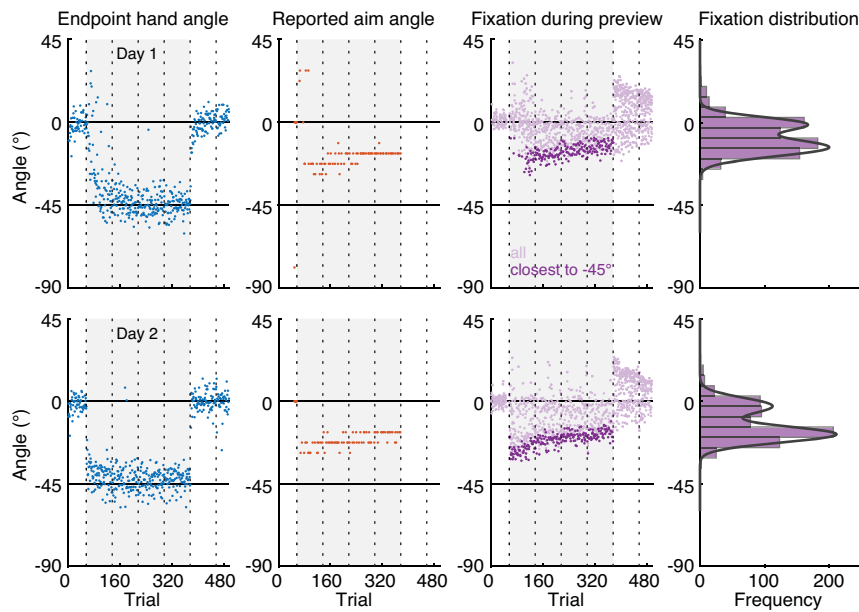 Endpoint hand angle Reported aim angle Fixation during preview Fixation distribution
45 45 45 45
Day 1
0 0 0 0
Angle (°)
-45 -45 -45 -45
all
closest to -45°
-90 -90 -90 -90
45 45 45 45
Day 2
0 0 0 0
Angle (°)
-45 -45 -45 -45
-90 -90 -90 -90
0 160 320 480 0 160 320 480 0 160 320 480 0 100 200
Trial Trial Trial Frequency